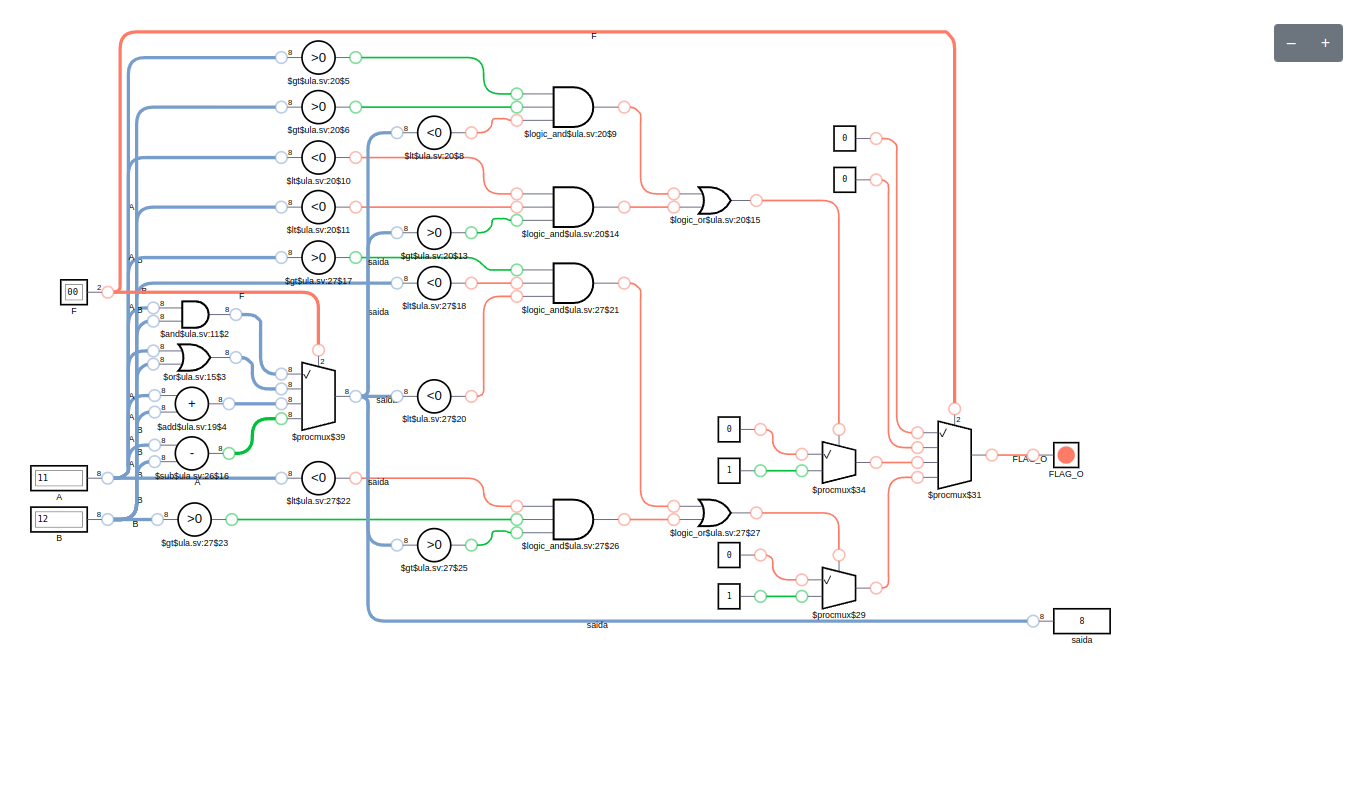 – +
F
8 >0
$gt$ula.sv:20$5
8 >0
$gt$ula.sv:20$6
$logic_and$ula.sv:20$9
8 <0
$lt$ula.sv:20$8
0
8 <0
$lt$ula.sv:20$10
0
8 <0
$lt$ula.sv:20$11
A
$logic_and$ula.sv:20$14
$logic_or$ula.sv:20$15
8 >0
$gt$ula.sv:20$13
8 >0
$gt$ula.sv:27$17
A
B
saida
8 <0
$lt$ula.sv:27$18
$logic_and$ula.sv:27$21
00 2
F
B
F
A
B
8
8
8
$and$ula.sv:11$2
saida
8
8
8
$or$ula.sv:15$3
2
8
8
8
8
8
$procmux$39
A
8
8
+
8
$add$ula.sv:19$4
saida
8 <0
$lt$ula.sv:27$20
A
B
A
B
8
8
-
8
$sub$ula.sv:26$16
A
B
11 8
A
A
8 <0
$lt$ula.sv:27$22
saida
0
1
$procmux$34
2
$procmux$31
FLAG_O
FLAG_O
B
12 8
B
B
8 >0
$gt$ula.sv:27$23
$logic_and$ula.sv:27$26
$logic_or$ula.sv:27$27
8 >0
$gt$ula.sv:27$25
0
1
$procmux$29
saida
8 8
saida